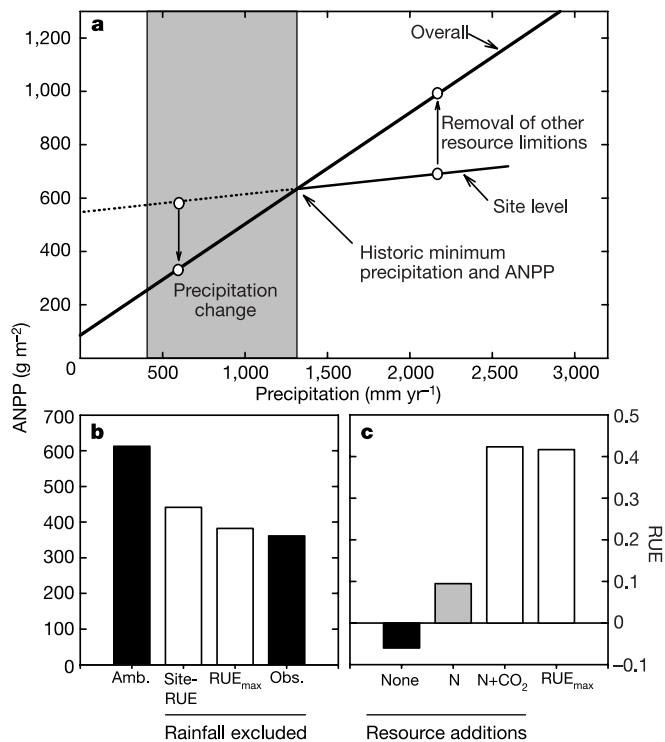 a
1,300
1,000
800
600
400
200
0
Overall
Removal of other
resource limitations
Site level
Historic minimum
precipitation and ANPP
Precipitation
change
0 500 1,000 1,500 2,000 2,500 3,000
Precipitation (mm yr⁻¹)
ANPP (g m⁻²)
b
700
600
500
400
300
200
100
0
Amb. Site-RUE RUEmax Obs.
Rainfall excluded
c
0.5
0.4
0.3
0.2
0.1
0
–0.1
RUE
None N N+CO₂ RUEmax
Resource additions